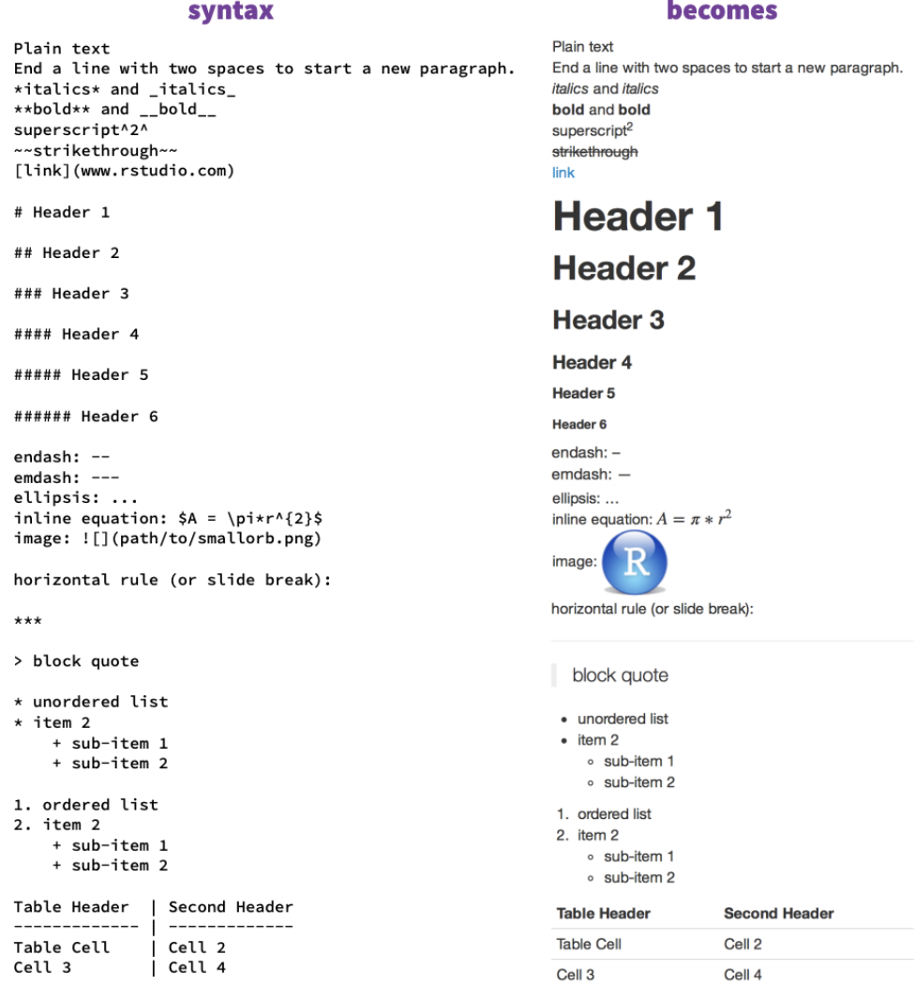 syntax
Plain text
End a line with two spaces to start a new paragraph.
*italics* and _italics_
**bold** and __bold__
superscript^2^
~~strikethrough~~
[link](www.rstudio.com)
# Header 1
## Header 2
### Header 3
#### Header 4
##### Header 5
###### Header 6
endash: --
emdash: ---
ellipsis: ...
inline equation: $A = \pi*r^{2}$
image: ![](path/to/smallorb.png)
horizontal rule (or slide break):
***
> block quote
* unordered list
* item 2
    + sub-item 1
    + sub-item 2
1. ordered list
2. item 2
    + sub-item 1
    + sub-item 2
Table Header  | Second Header
------------- | -------------
Table Cell    | Cell 2
Cell 3        | Cell 4
becomes
Plain text
End a line with two spaces to start a new paragraph.
italics and italics
bold and bold
superscript²
strikethrough
link
Header 1
Header 2
Header 3
Header 4
Header 5
Header 6
endash: –
emdash: —
ellipsis: …
inline equation: A = π * r²
image: R
horizontal rule (or slide break):
block quote
• unordered list
• item 2
◦ sub-item 1
◦ sub-item 2
1. ordered list
2. item 2
◦ sub-item 1
◦ sub-item 2
Table Header Second Header
Table Cell Cell 2
Cell 3 Cell 4